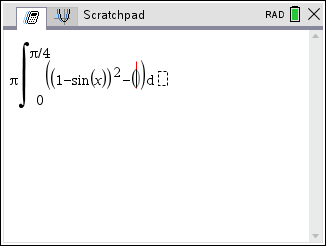 Scratchpad RAD
π∫₀^π/4 ((1−sin(x))²−())d